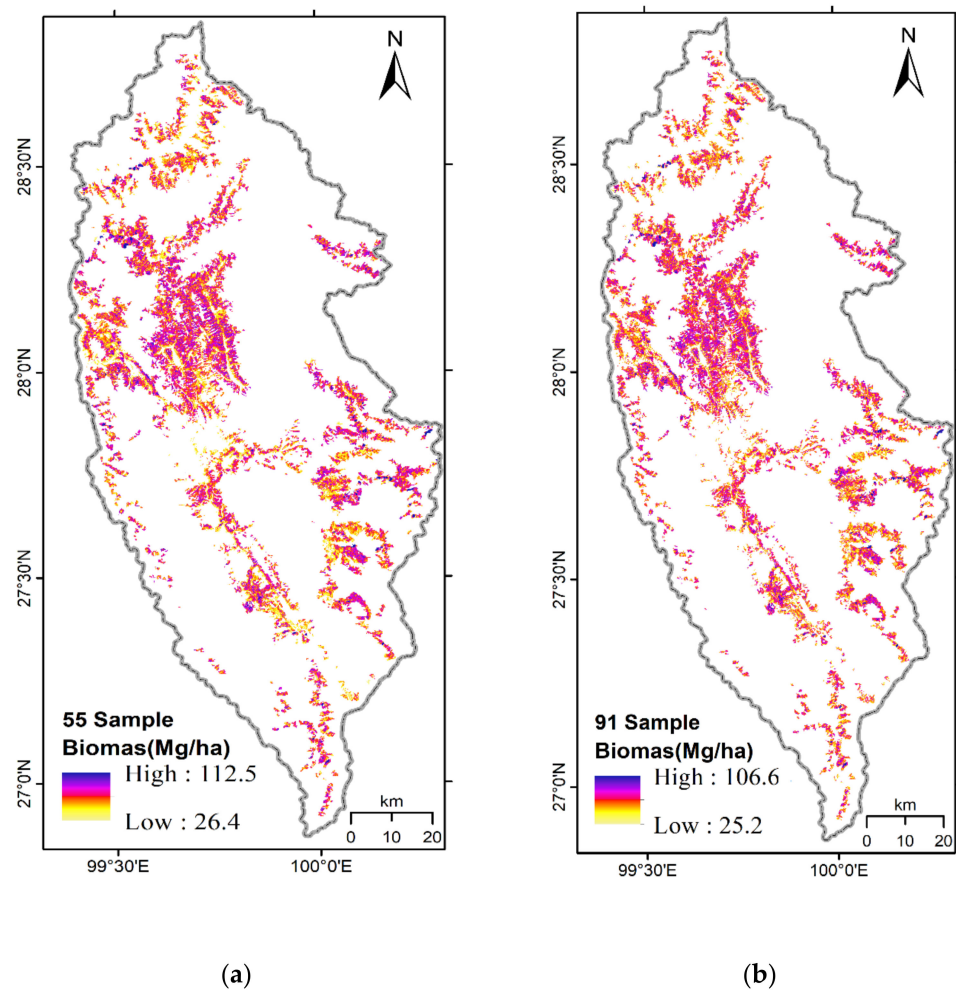 N
N
28°30'N
28°0'N
27°30'N
27°0'N
28°30'N
28°0'N
27°30'N
27°0'N
55 Sample
Biomas(Mg/ha)
High : 112.5
Low : 26.4
km
0 10 20
91 Sample
Biomas(Mg/ha)
High : 106.6
Low : 25.2
km
0 10 20
99°30'E
100°0'E
99°30'E
100°0'E
(a)
(b)